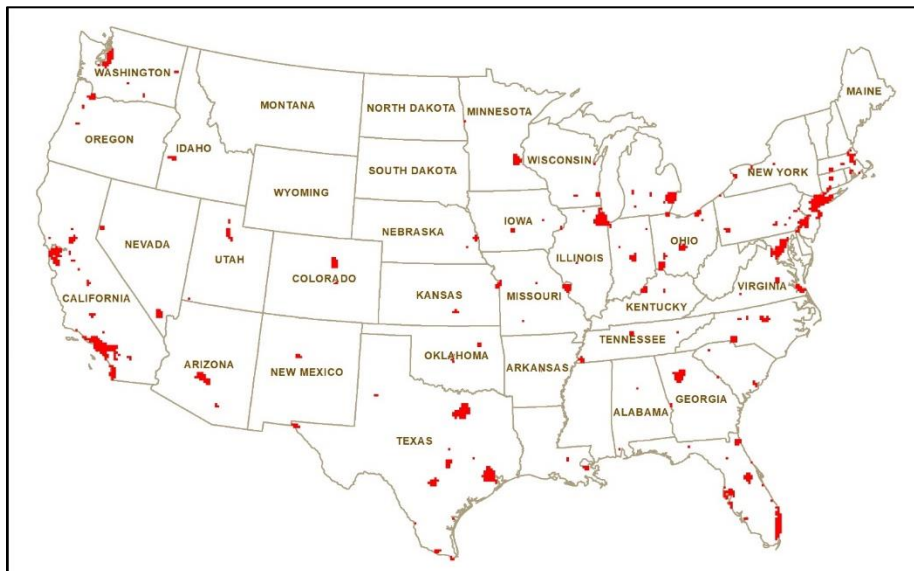 WASHINGTON
MAINE
MONTANA
NORTH DAKOTA
MINNESOTA
OREGON
IDAHO
WISCONSIN
SOUTH DAKOTA
NEW YORK
WYOMING
IOWA
NEBRASKA
NEVADA
UTAH
ILLINOIS
OHIO
COLORADO
VIRGINIA
CALIFORNIA
KANSAS
MISSOURI
KENTUCKY
TENNESSEE
OKLAHOMA
ARKANSAS
ARIZONA
NEW MEXICO
GEORGIA
ALABAMA
TEXAS